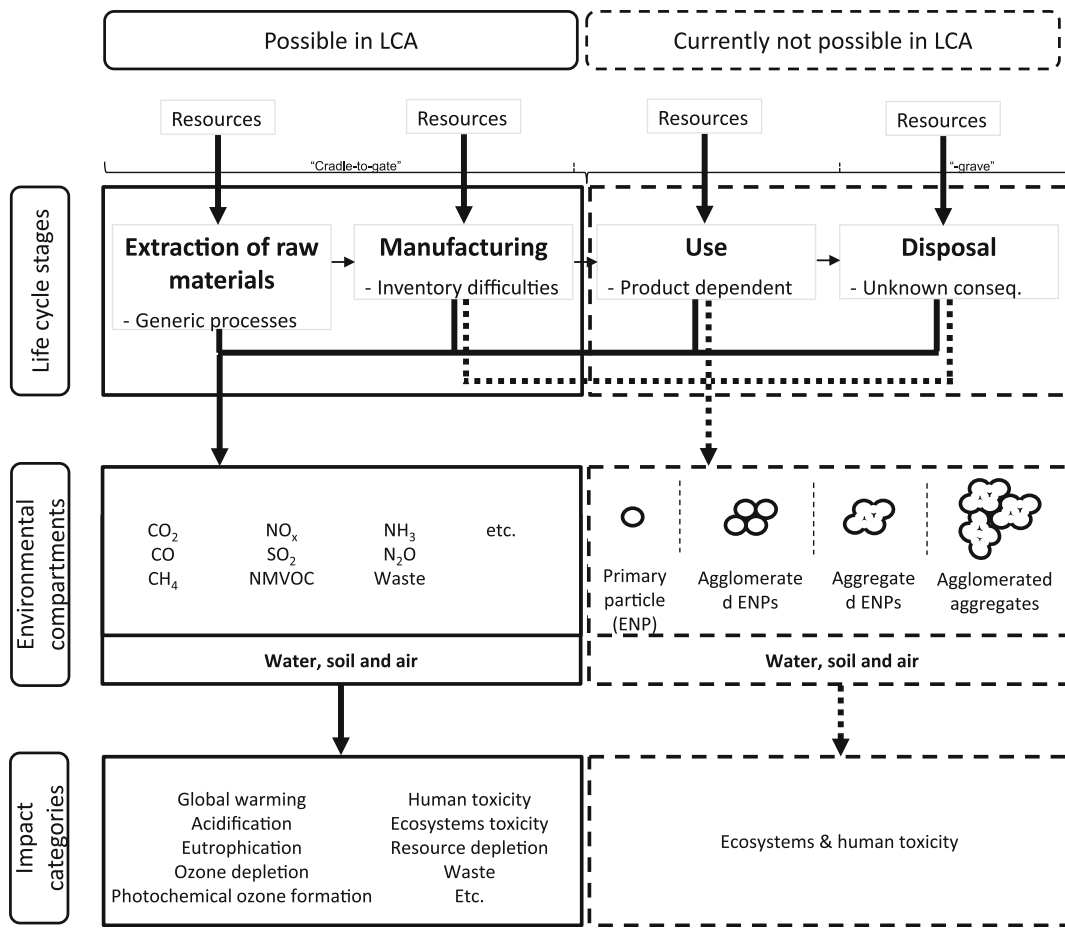 Possible in LCA
Currently not possible in LCA
Resources
Resources
Resources
Resources
"Cradle-to-gate"
"-grave"
Life cycle stages
Extraction of raw
materials
- Generic processes
Manufacturing
- Inventory difficulties
Use
- Product dependent
Disposal
- Unknown conseq.
Environmental
compartments
CO₂
NOₓ
NH₃
etc.
CO
SO₂
N₂O
CH₄
NMVOC
Waste
Primary
particle
(ENP)
Agglomerate
d ENPs
Aggregate
d ENPs
Agglomerated
aggregates
Water, soil and air
Water, soil and air
Impact
categories
Global warming
Acidification
Eutrophication
Ozone depletion
Photochemical ozone formation
Human toxicity
Ecosystems toxicity
Resource depletion
Waste
Etc.
Ecosystems & human toxicity